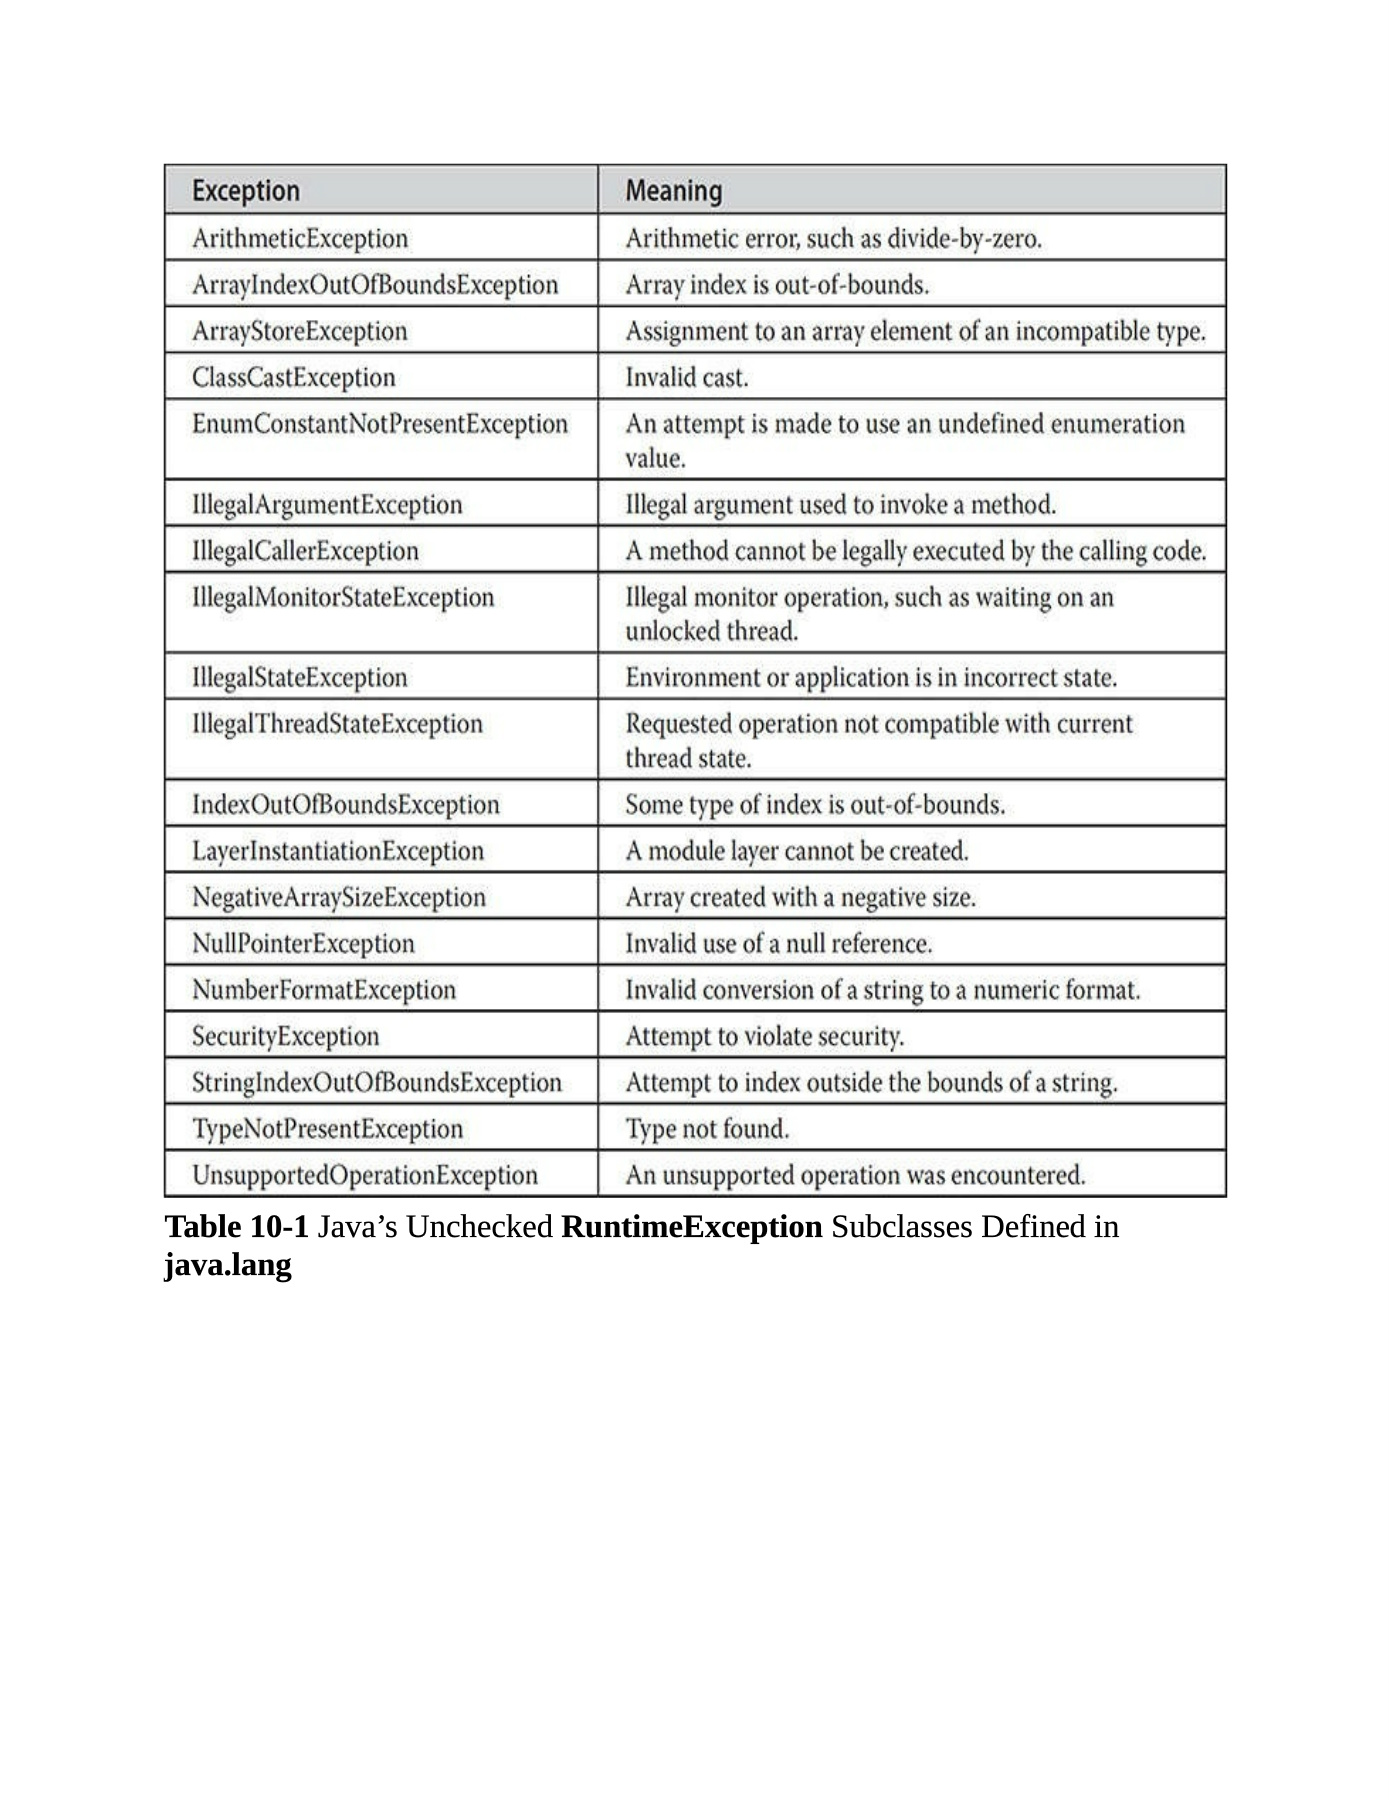 Exception Meaning
ArithmeticException Arithmetic error, such as divide-by-zero.
ArrayIndexOutOfBoundsException Array index is out-of-bounds.
ArrayStoreException Assignment to an array element of an incompatible type.
ClassCastException Invalid cast.
EnumConstantNotPresentException An attempt is made to use an undefined enumeration
value.
IllegalArgumentException Illegal argument used to invoke a method.
IllegalCallerException A method cannot be legally executed by the calling code.
IllegalMonitorStateException Illegal monitor operation, such as waiting on an
unlocked thread.
IllegalStateException Environment or application is in incorrect state.
IllegalThreadStateException Requested operation not compatible with current
thread state.
IndexOutOfBoundsException Some type of index is out-of-bounds.
LayerInstantiationException A module layer cannot be created.
NegativeArraySizeException Array created with a negative size.
NullPointerException Invalid use of a null reference.
NumberFormatException Invalid conversion of a string to a numeric format.
SecurityException Attempt to violate security.
StringIndexOutOfBoundsException Attempt to index outside the bounds of a string.
TypeNotPresentException Type not found.
UnsupportedOperationException An unsupported operation was encountered.
Table 10-1 Java’s Unchecked RuntimeException Subclasses Defined in
java.lang